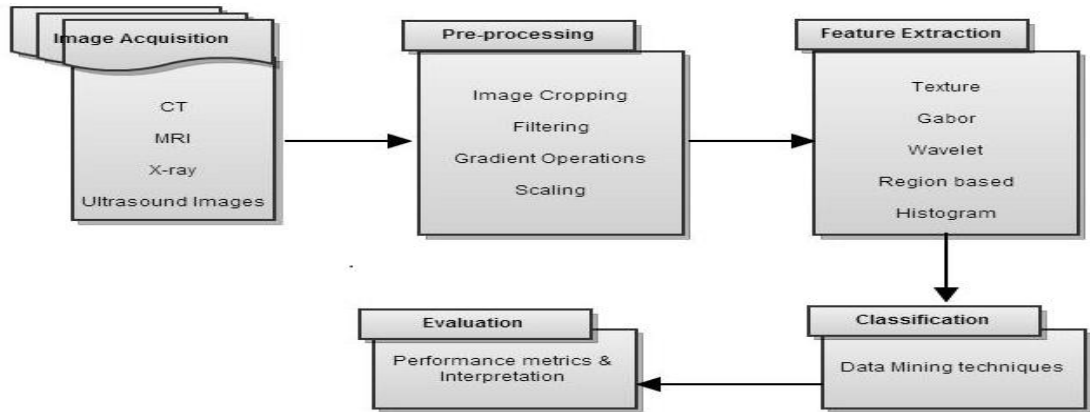 Image Acquisition
CT
MRI
X-ray
Ultrasound Images
Pre-processing
Image Cropping
Filtering
Gradient Operations
Scaling
Feature Extraction
Texture
Gabor
Wavelet
Region based
Histogram
Classification
Data Mining techniques
Evaluation
Performance metrics &
Interpretation